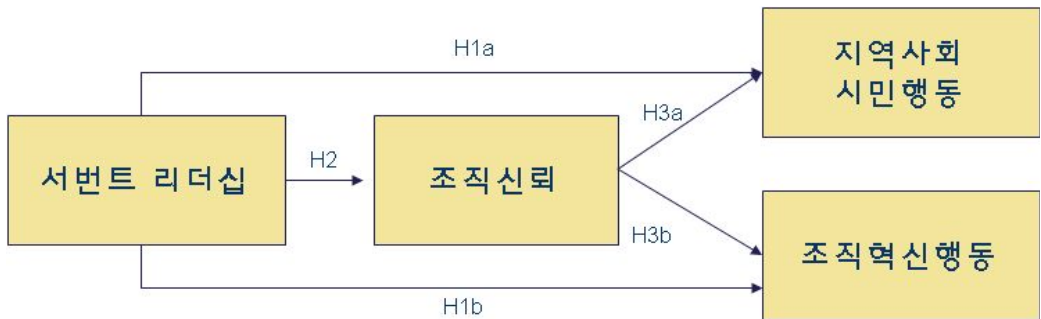 H1a
지역사회
시민행동
H3a
서번트 리더십
H2
조직신뢰
H3b
조직혁신행동
H1b